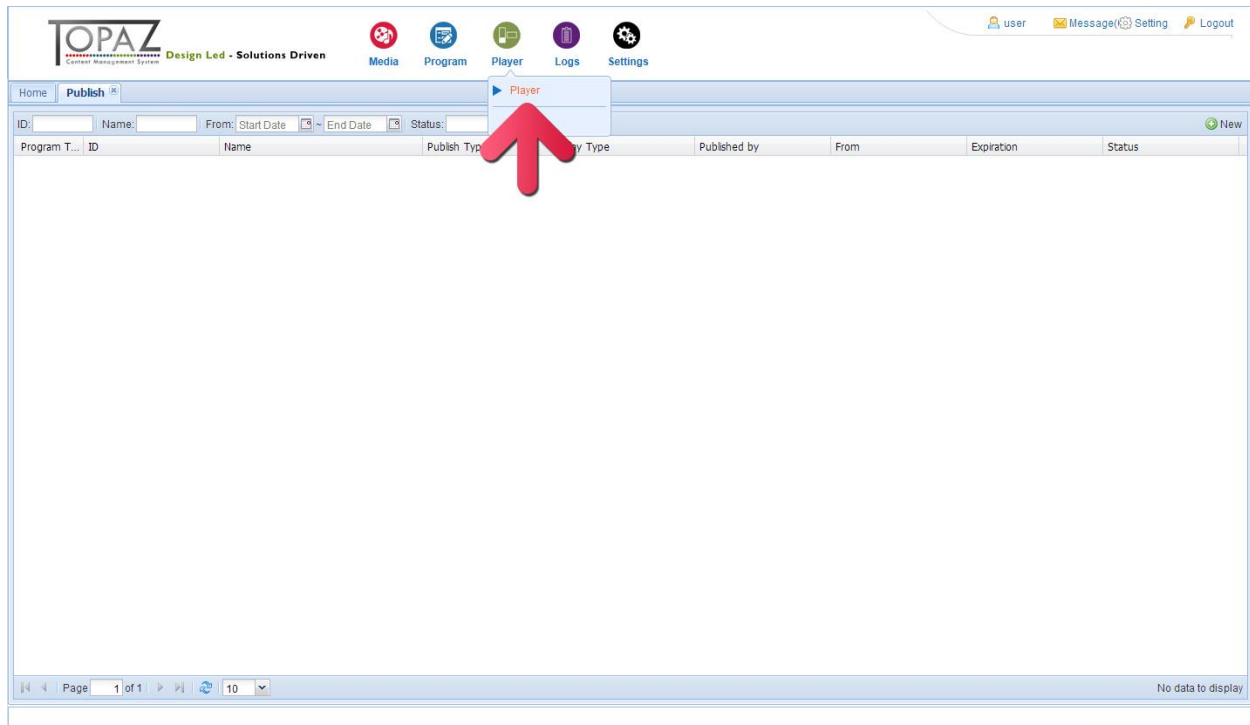 user Message( Setting Logout
TOPAZ
Content Management System
Design Led - Solutions Driven
Media Program Player Logs Settings
Home Publish
Player
ID: Name: From: Start Date ~ End Date Status: New
Program T... ID Name Publish Typ y Type Published by From Expiration Status
Page 1 of 1 10 No data to display